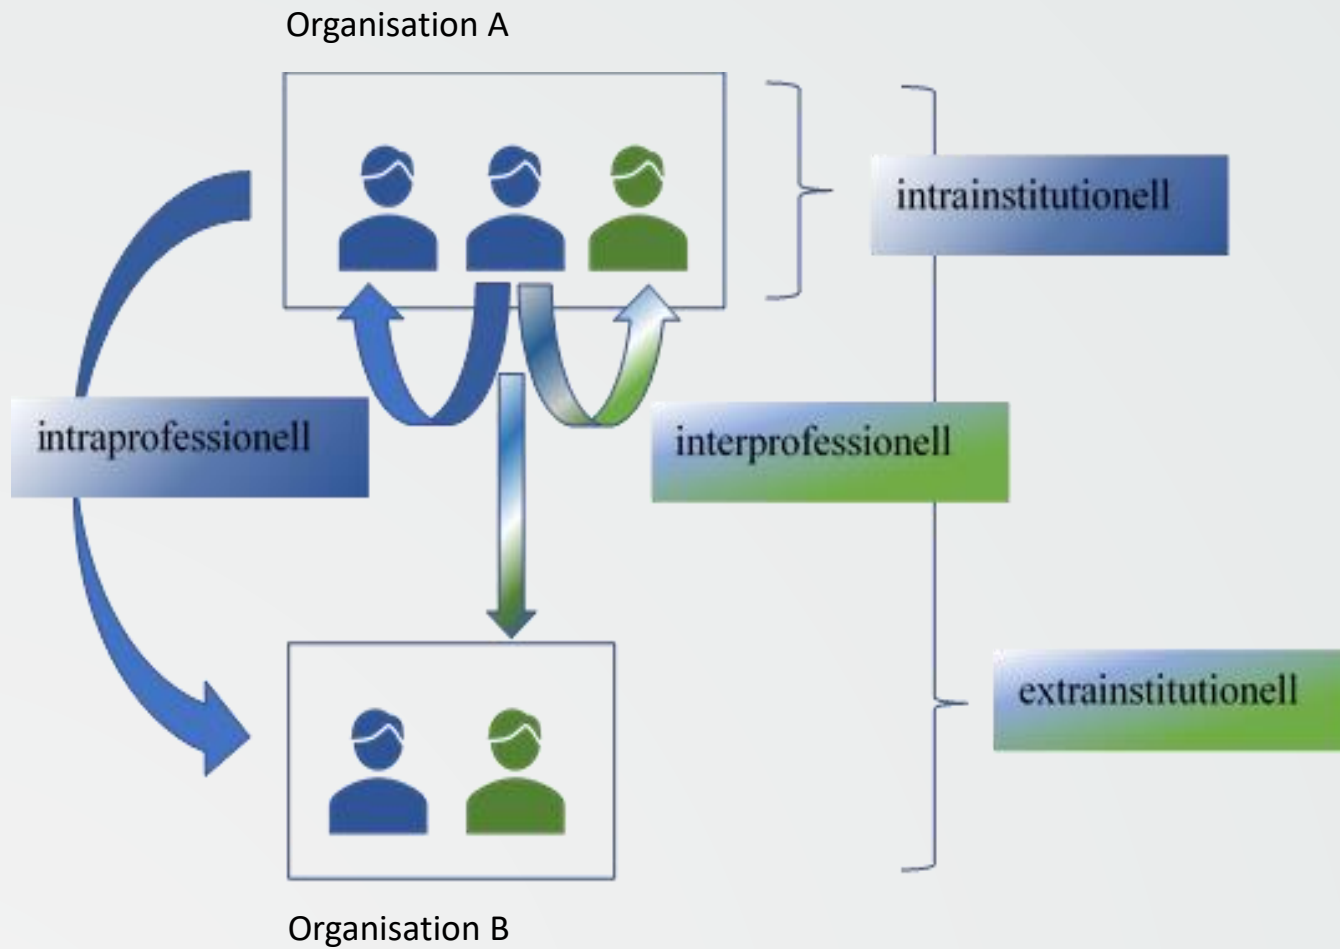 Organisation A
intrainstitutionell
intraprofessionell
interprofessionell
extrainstitutionell
Organisation B